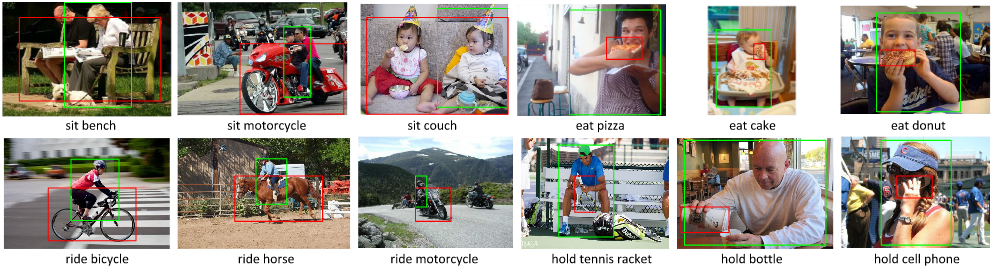 sit bench
sit motorcycle
sit couch
eat pizza
eat cake
eat donut
ride bicycle
ride horse
ride motorcycle
hold tennis racket
hold bottle
hold cell phone